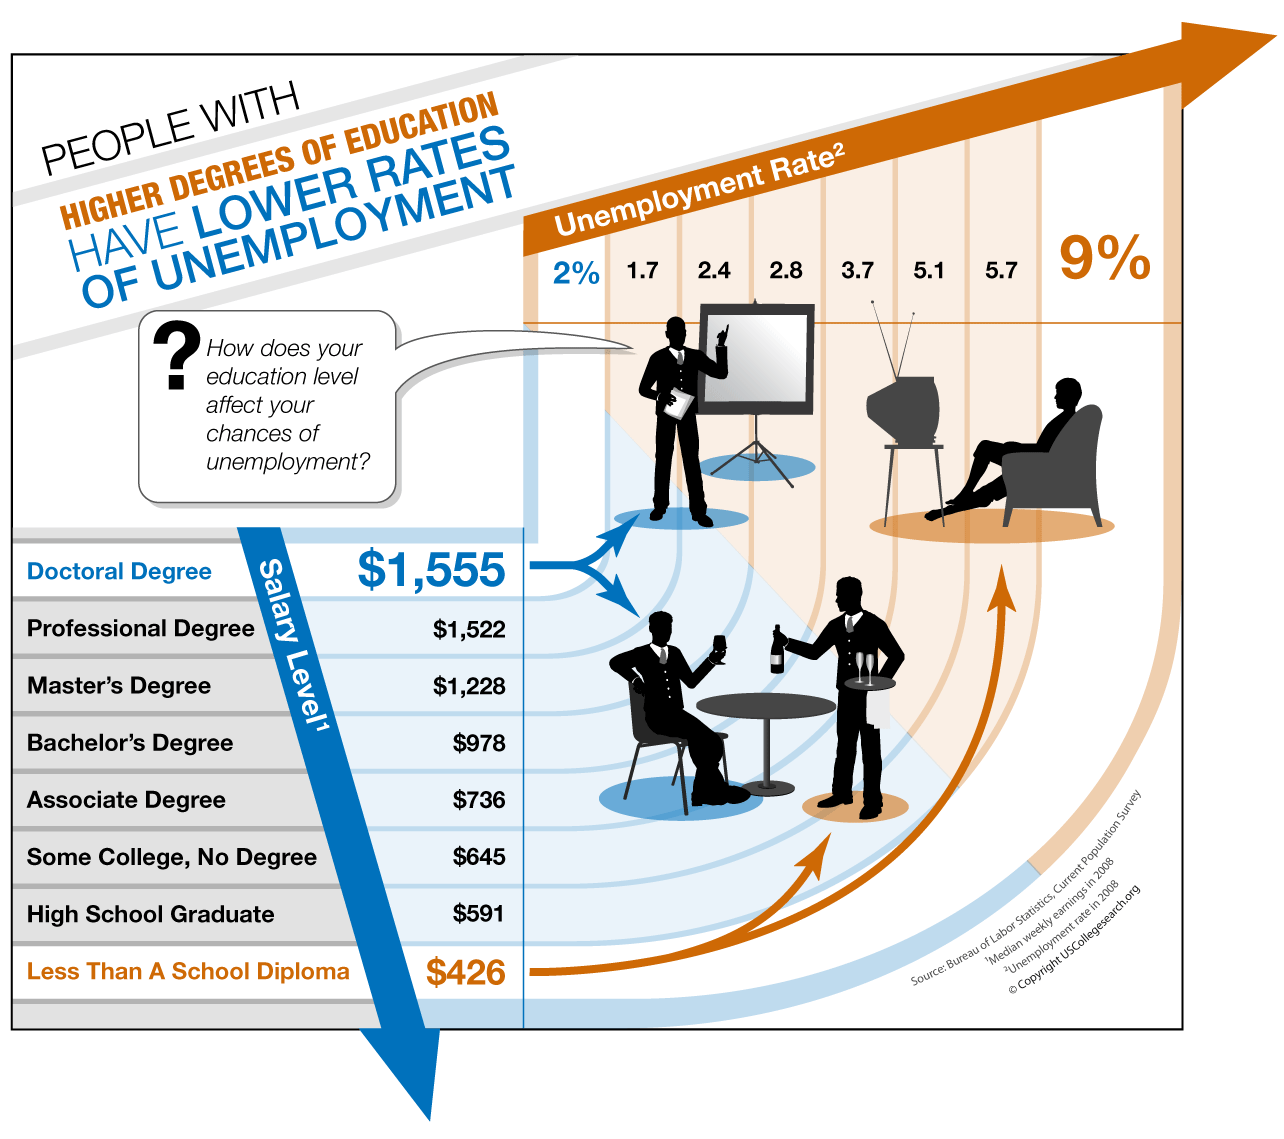 PEOPLE WITH
HIGHER DEGREES OF EDUCATION
HAVE LOWER RATES
OF UNEMPLOYMENT
Unemployment Rate²
2% 1.7 2.4 2.8 3.7 5.1 5.7 9%
?
How does your
education level
affect your
chances of
unemployment?
Salary Level¹
Doctoral Degree $1,555
Professional Degree $1,522
Master’s Degree $1,228
Bachelor’s Degree $978
Associate Degree $736
Some College, No Degree $645
High School Graduate $591
Less Than A School Diploma $426
Source: Bureau of Labor Statistics, Current Population Survey
¹Median weekly earnings in 2008
²Unemployment rate in 2008
© Copyright USCollegesearch.org